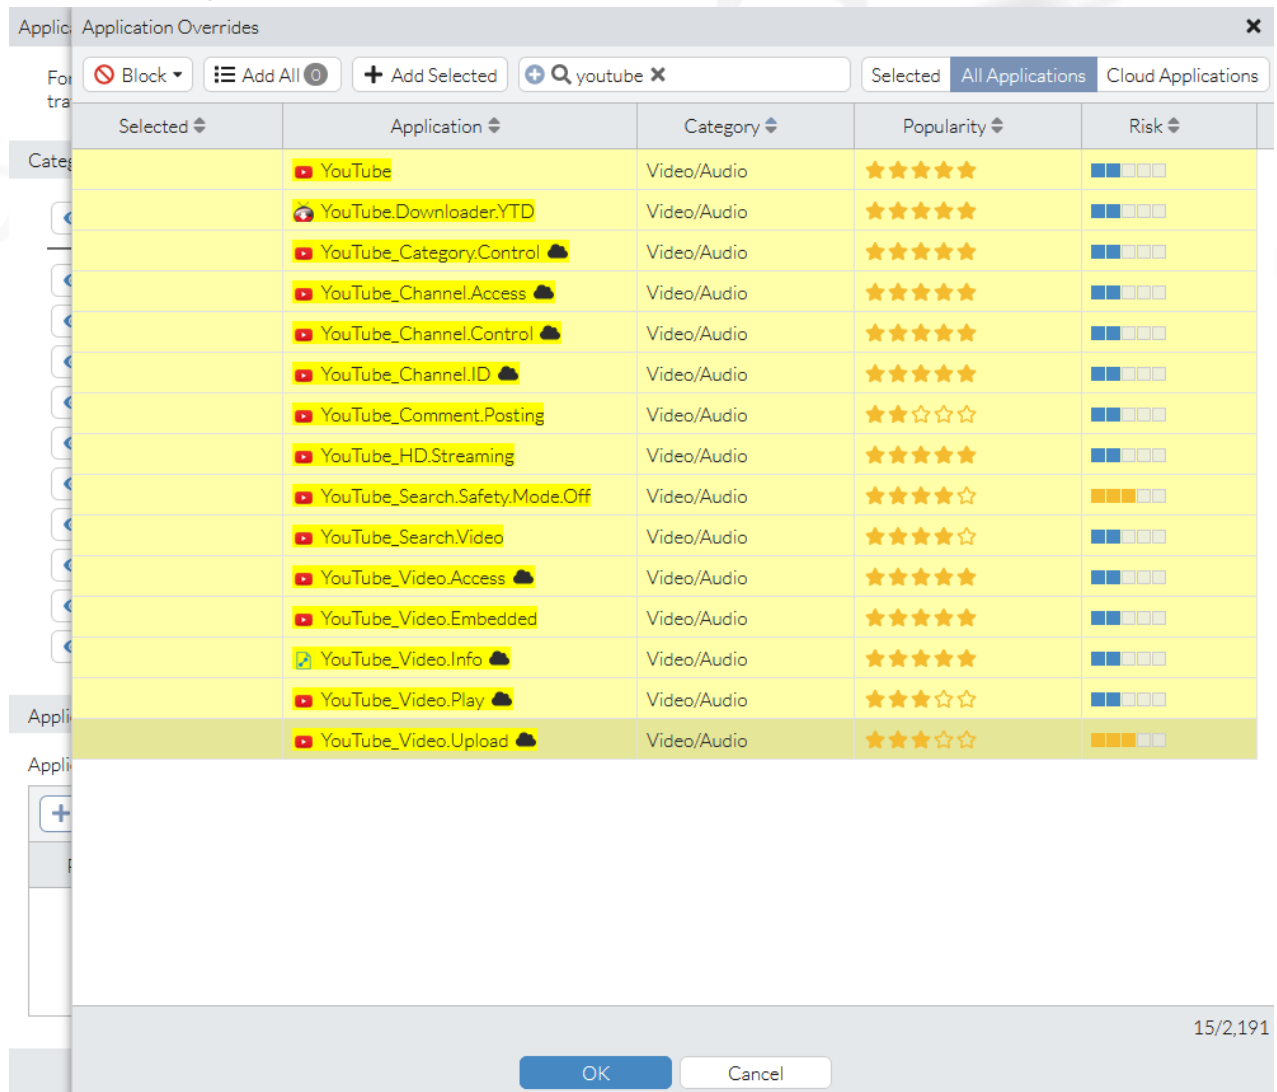 Applic Application Overrides
For Block Add All 0 Add Selected youtube Selected All Applications Cloud Applications
tra
Selected Application Category Popularity Risk
Categ
YouTube Video/Audio
YouTube.Downloader.YTD Video/Audio
YouTube_Category.Control Video/Audio
YouTube_Channel.Access Video/Audio
YouTube_Channel.Control Video/Audio
YouTube_Channel.ID Video/Audio
YouTube_Comment.Posting Video/Audio
YouTube_HD.Streaming Video/Audio
YouTube_Search.Safety.Mode.Off Video/Audio
YouTube_Search.Video Video/Audio
YouTube_Video.Access Video/Audio
YouTube_Video.Embedded Video/Audio
YouTube_Video.Info Video/Audio
YouTube_Video.Play Video/Audio
Appli
YouTube_Video.Upload Video/Audio
Appli
15/2,191
OK Cancel